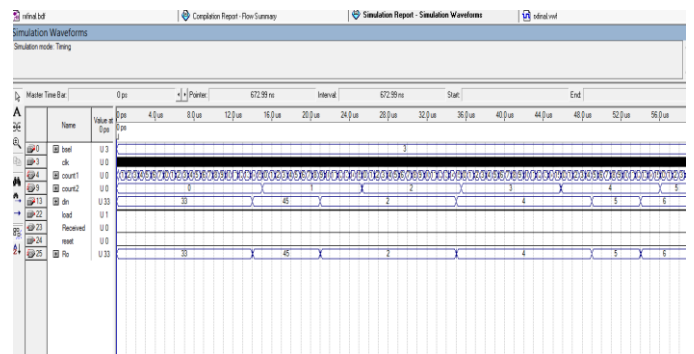 rxfinal.bdf Compilation Report - Flow Summary Simulation Report - Simulation Waveforms rxfinal.vwf
Simulation Waveforms
Simulation mode: Timing
Master Time Bar: 0 ps Pointer: 672.99 ns Interval: 672.99 ns Start: End:
Name Value at 0 ps 0 ps 4.0 us 8.0 us 12.0 us 16.0 us 20.0 us 24.0 us 28.0 us 32.0 us 36.0 us 40.0 us 44.0 us 48.0 us 52.0 us 56.0 us
0 ps
0 bsel U 3 3
3 clk U 0
4 count1 U 0
9 count2 U 0 0 1 2 3 4 5
13 din U 33 33 45 2 4 5 6
22 load U 1
23 Received U 0
24 reset U 0
25 Ro U 33 33 45 2 4 5 6